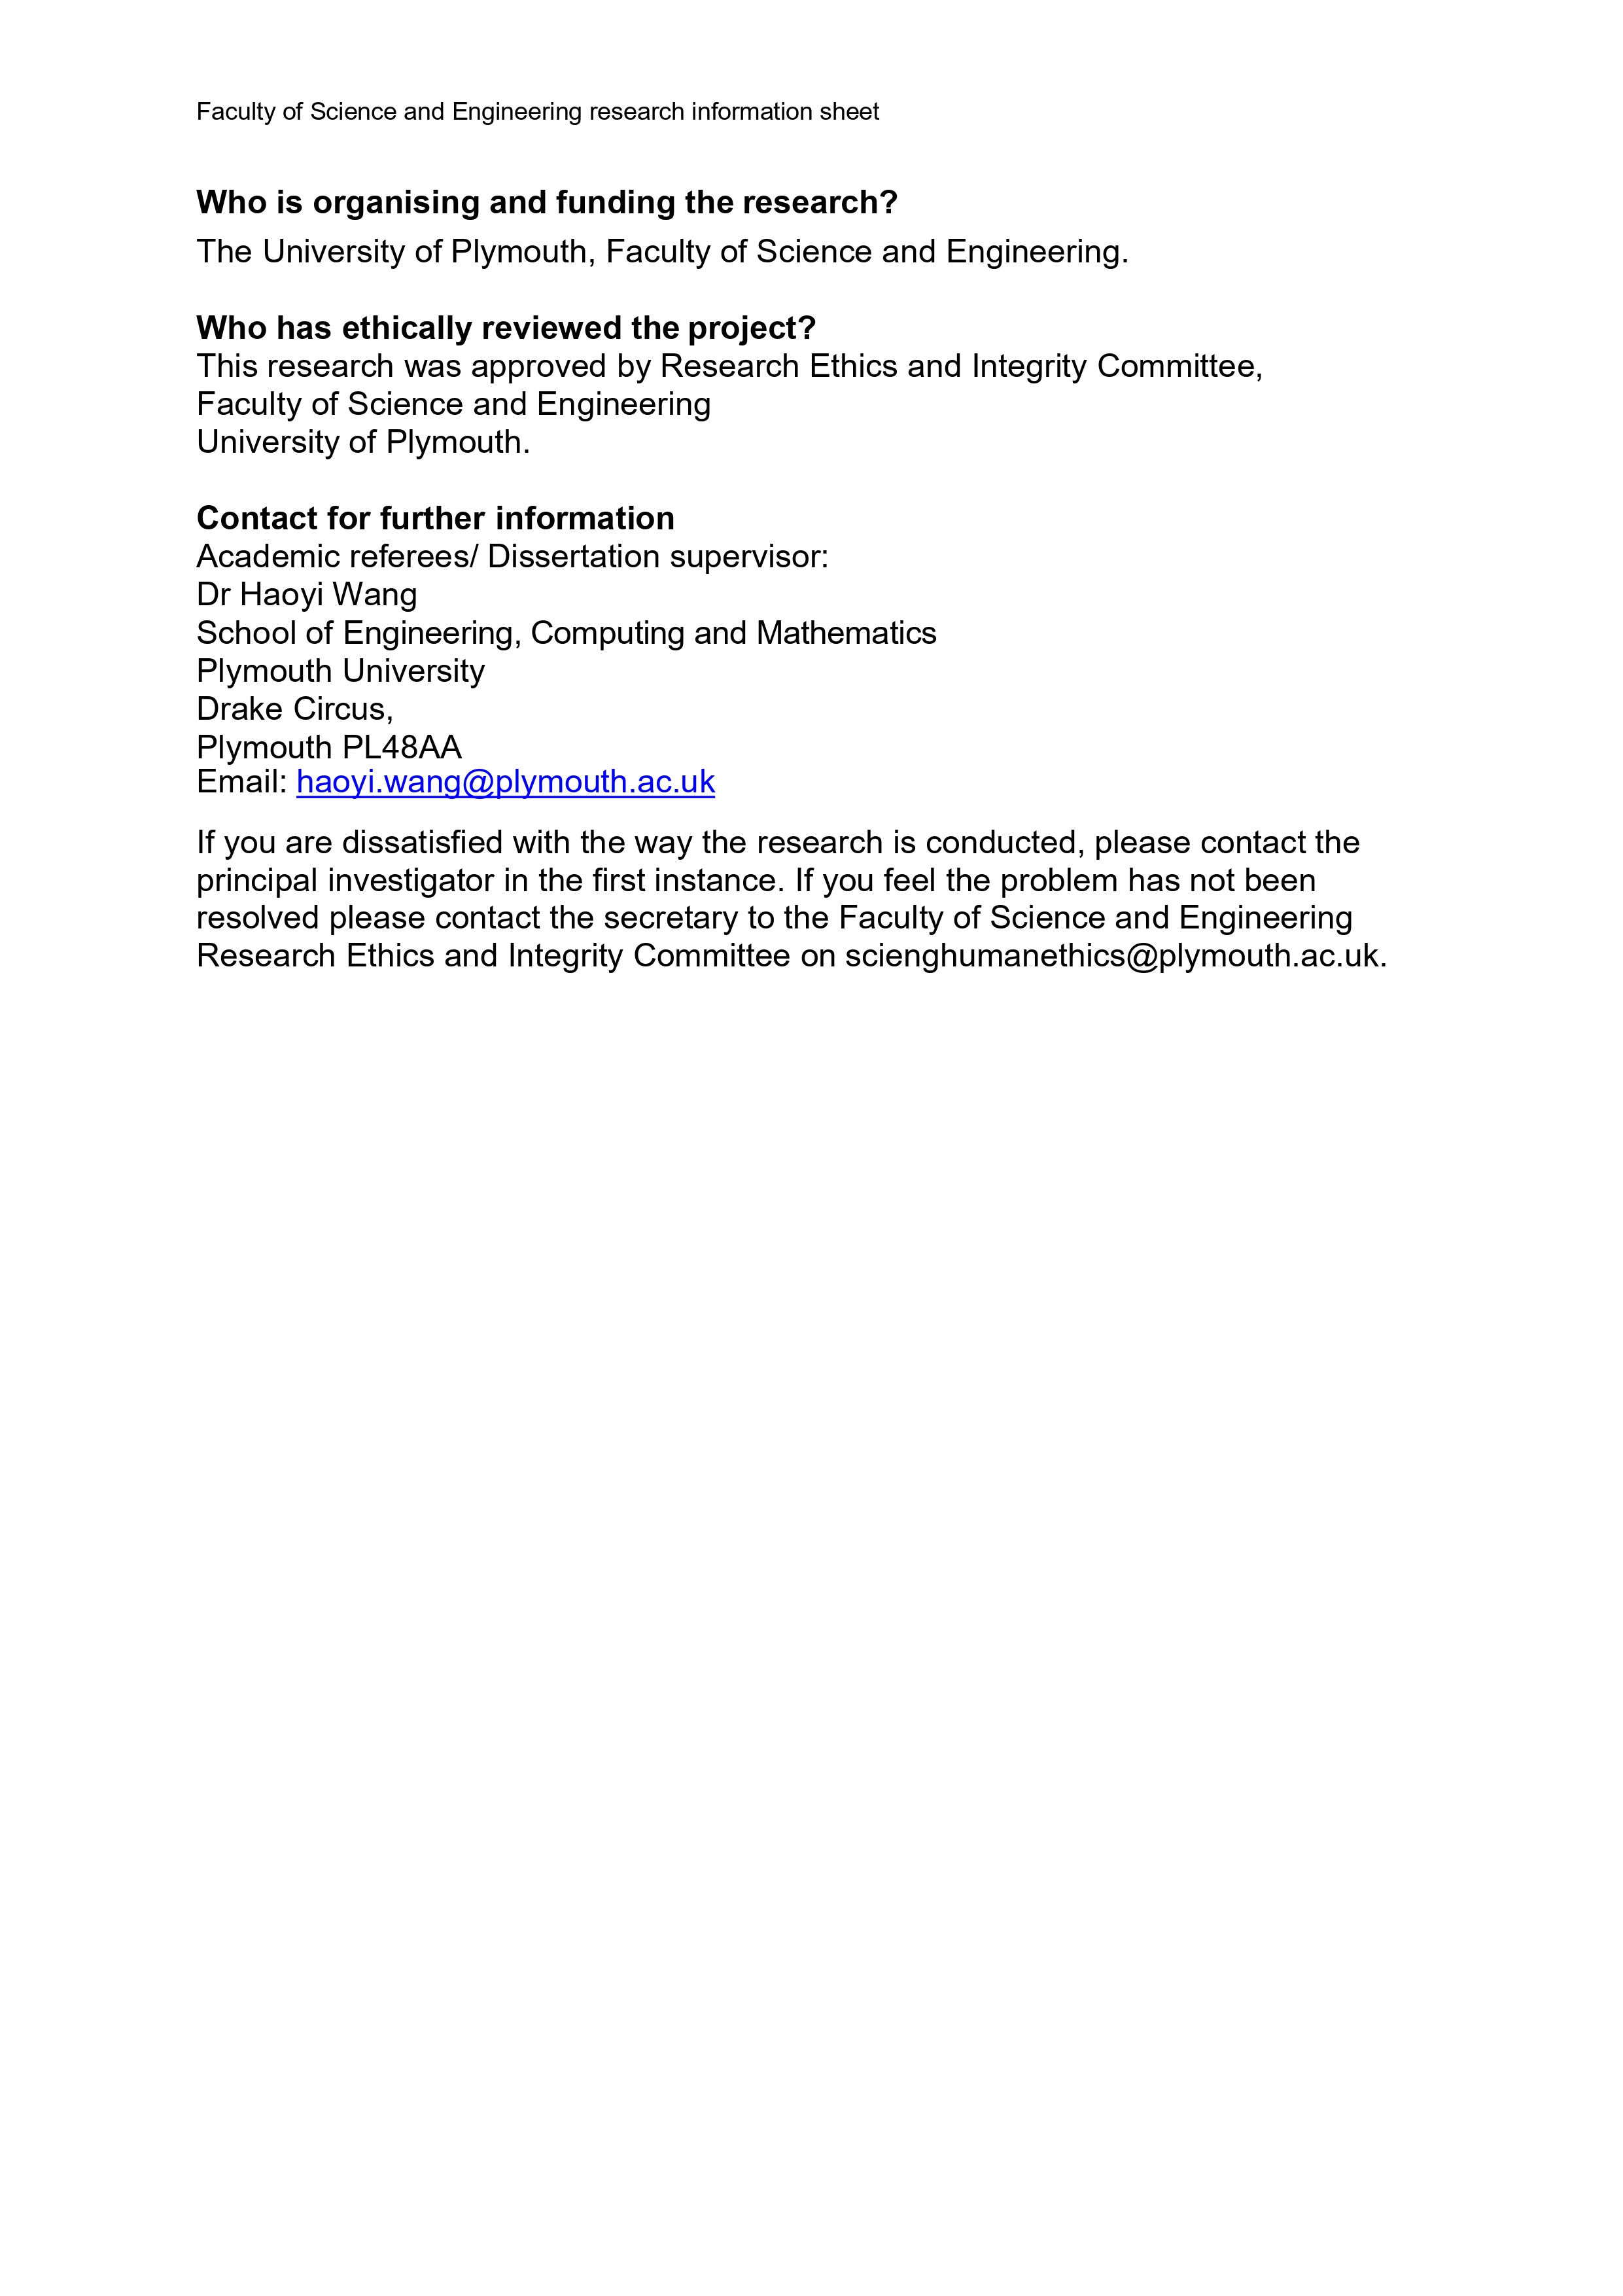 Faculty of Science and Engineering research information sheet
Who is organising and funding the research?
The University of Plymouth, Faculty of Science and Engineering.
Who has ethically reviewed the project?
This research was approved by Research Ethics and Integrity Committee,
Faculty of Science and Engineering
University of Plymouth.
Contact for further information
Academic referees/ Dissertation supervisor:
Dr Haoyi Wang
School of Engineering, Computing and Mathematics
Plymouth University
Drake Circus,
Plymouth PL48AA
Email: haoyi.wang@plymouth.ac.uk
If you are dissatisfied with the way the research is conducted, please contact the
principal investigator in the first instance. If you feel the problem has not been
resolved please contact the secretary to the Faculty of Science and Engineering
Research Ethics and Integrity Committee on scienghumanethics@plymouth.ac.uk.